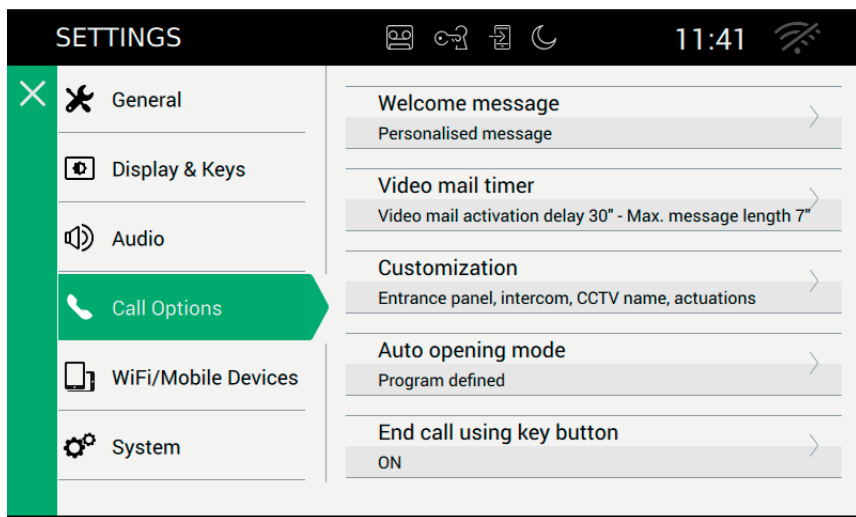 SETTINGS
11:41
General
Display & Keys
Audio
Call Options
WiFi/Mobile Devices
System
Welcome message
Personalised message
Video mail timer
Video mail activation delay 30" - Max. message length 7"
Customization
Entrance panel, intercom, CCTV name, actuations
Auto opening mode
Program defined
End call using key button
ON